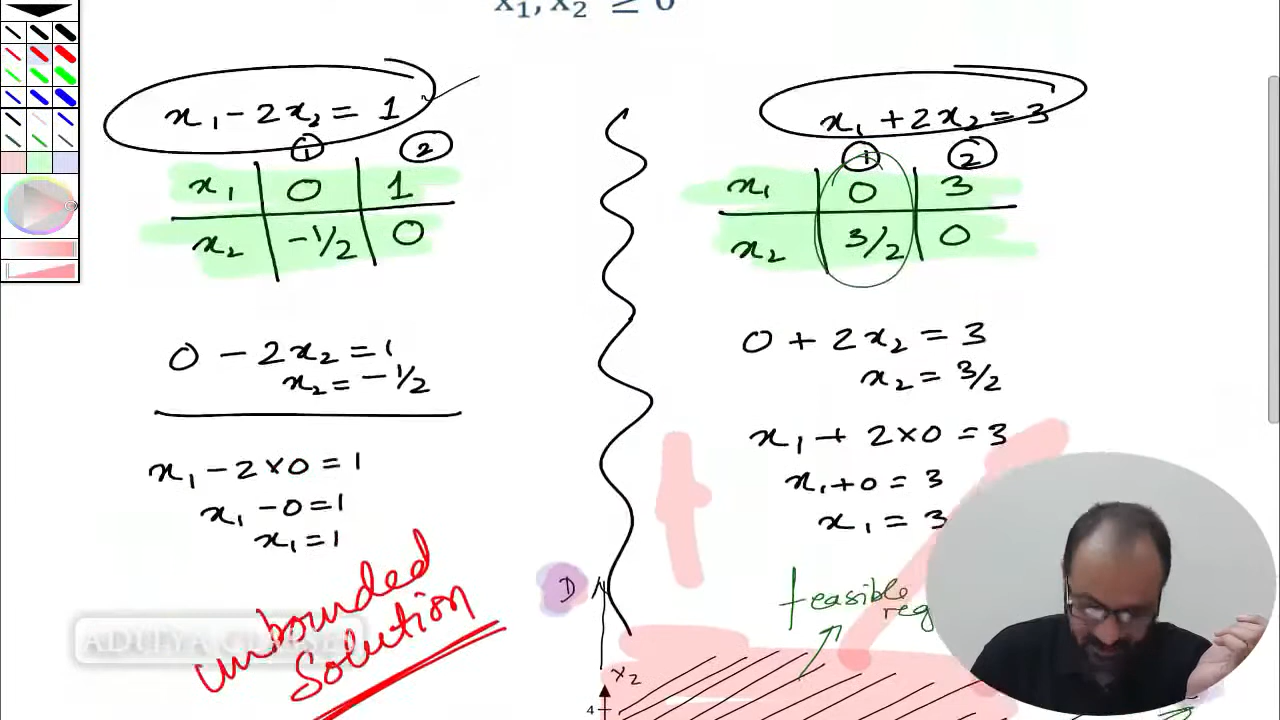 x₁, x₂ ≥ 0
x₁ - 2x₂ = 1
① ②
x₁ 0 1
x₂ -1/2 0
0 - 2x₂ = 1
x₂ = -1/2
x₁ - 2×0 = 1
x₁ - 0 = 1
x₁ = 1
unbounded
solution
ADITYA CLASSES
x₁ + 2x₂ = 3
① ②
x₁ 0 3
x₂ 3/2 0
0 + 2x₂ = 3
x₂ = 3/2
x₁ + 2×0 = 3
x₁ + 0 = 3
x₁ = 3
D
feasible
reg
x₂
4